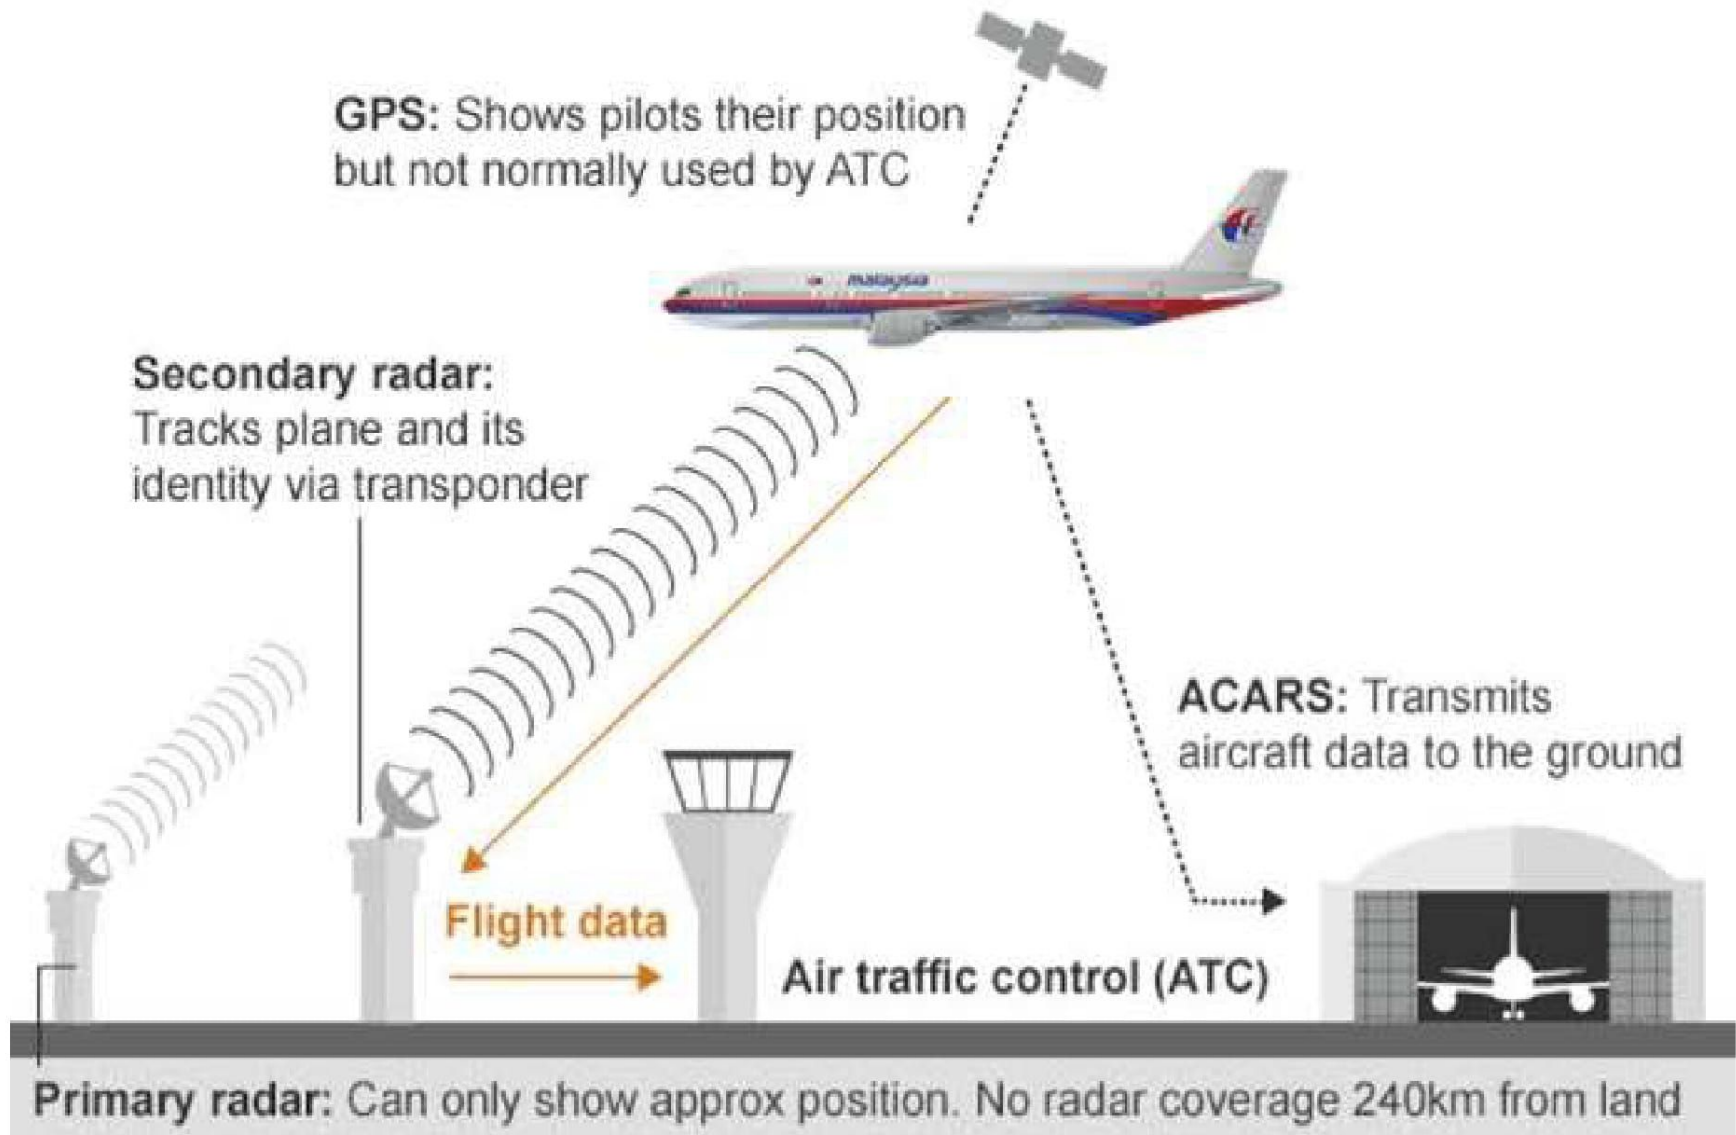 GPS: Shows pilots their position
but not normally used by ATC
malaysia
Secondary radar:
Tracks plane and its
identity via transponder
ACARS: Transmits
aircraft data to the ground
Flight data
Air traffic control (ATC)
Primary radar: Can only show approx position. No radar coverage 240km from land